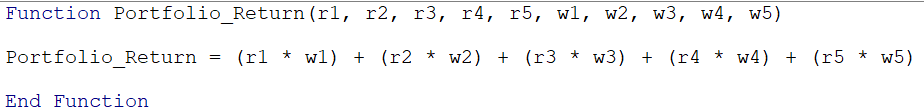 Function Portfolio_Return(r1, r2, r3, r4, r5, w1, w2, w3, w4, w5)
Portfolio_Return = (r1 * w1) + (r2 * w2) + (r3 * w3) + (r4 * w4) + (r5 * w5)
End Function